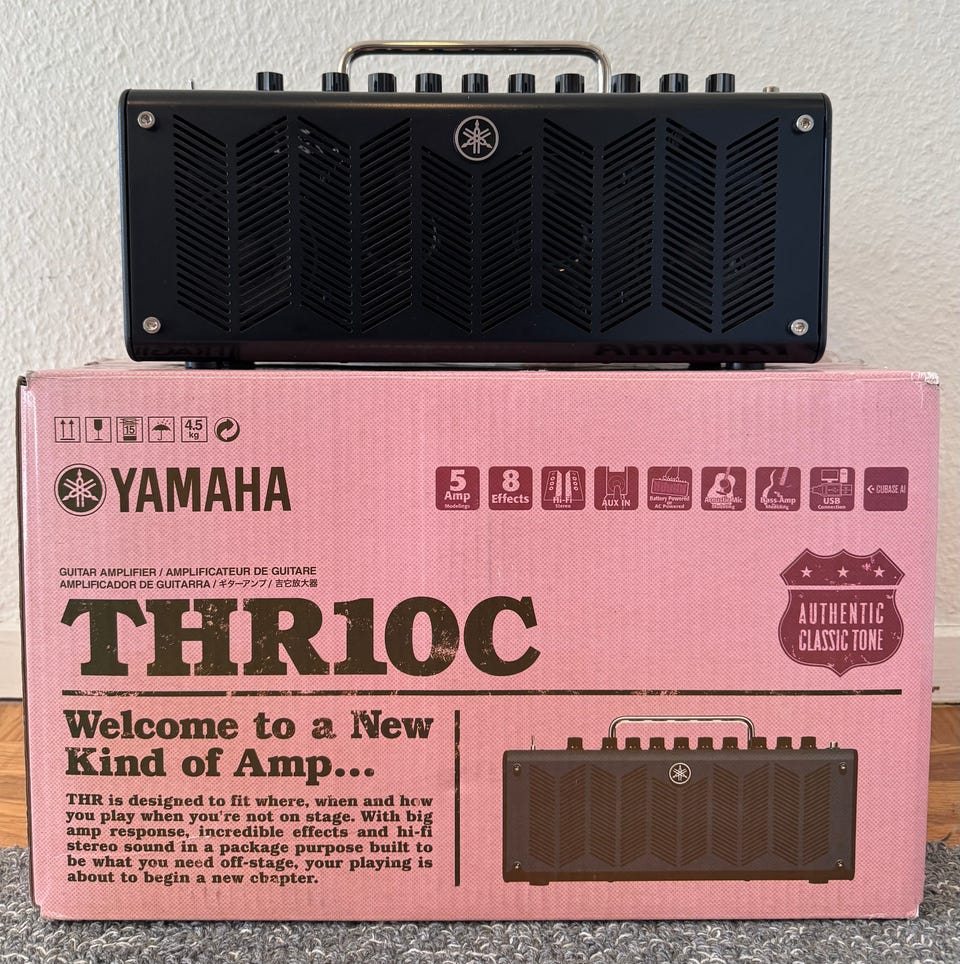 15
4.5
kg
YAMAHA
5
Amp
Modelings
8
Effects
Hi-Fi
Stereo
AUX IN
Battery Powered
or
AC Powered
Acoustic/Mic
Modeling
Bass Amp
Modeling
USB
Connection
CUBASE AI
GUITAR AMPLIFIER / AMPLIFICATEUR DE GUITARE
AMPLIFICADOR DE GUITARRA / ギターアンプ / 吉它放大器
THR10C
AUTHENTIC
CLASSIC TONE
Welcome to a New
Kind of Amp...
THR is designed to fit where, when and how
you play when you're not on stage. With big
amp response, incredible effects and hi-fi
stereo sound in a package purpose built to
be what you need off-stage, your playing is
about to begin a new chapter.